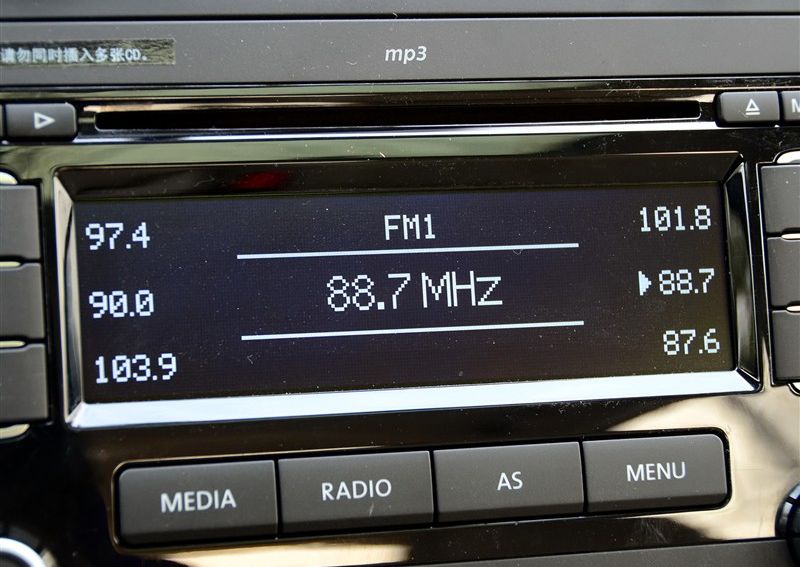 请勿同时插入多张CD。
mp3
M
FM1
97.4
101.8
90.0
88.7 MHz
88.7
103.9
87.6
MEDIA
RADIO
AS
MENU